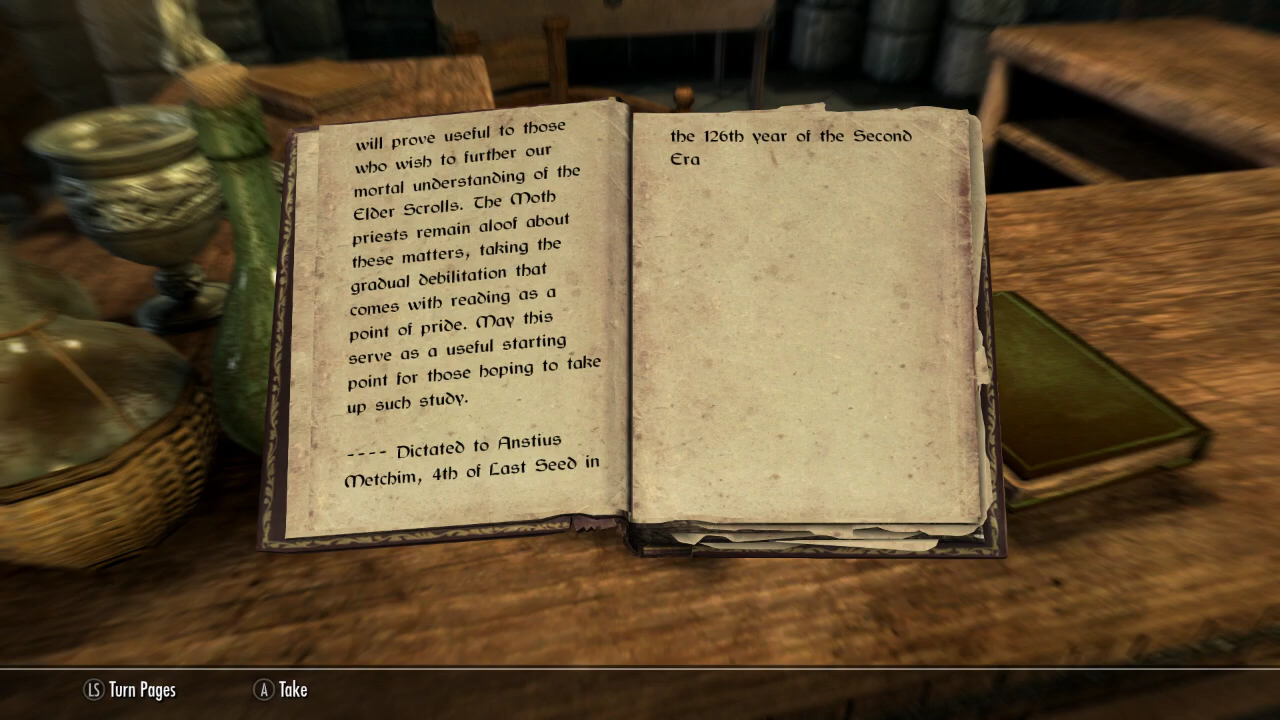 will prove useful to those
who wish to further our
mortal understanding of the
Elder Scrolls. The Moth
priests remain aloof about
these matters, taking the
gradual debilitation that
comes with reading as a
point of pride. May this
serve as a useful starting
point for those hoping to take
up such study.
---- Dictated to Anstius
Metchim, 4th of Last Seed in
the 126th year of the Second
Era
LS Turn Pages
A Take